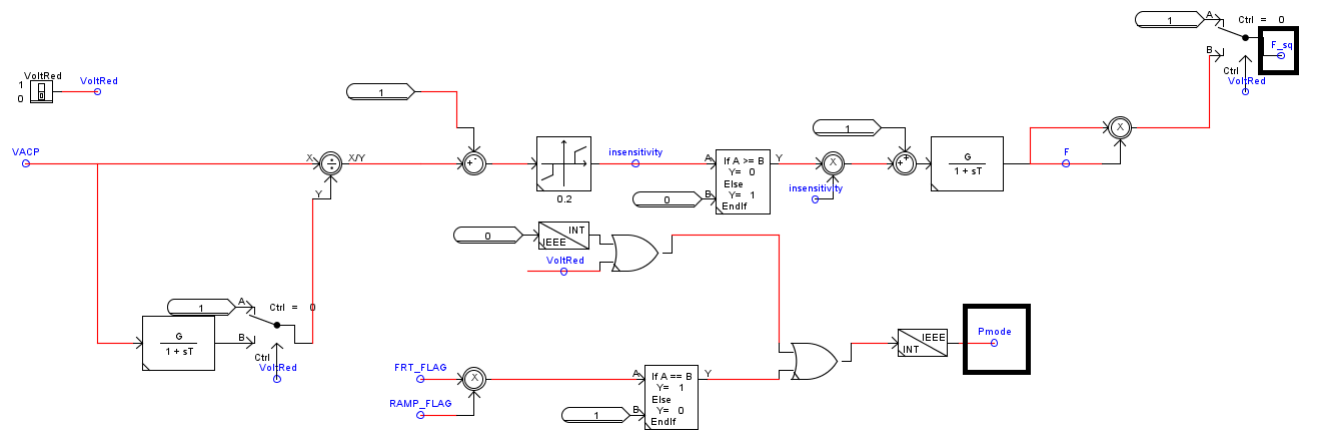 1
A
Ctrl = 0
B
F_sq
Ctrl
VoltRed
VoltRed
1
0
VoltRed
1
VACP
X
÷
X/Y
Y
+
-
0.2
insensitivity
A
If A >= B
Y= 0
Else
Y= 1
EndIf
Y
0
B
X
insensitivity
1
+
+
G
1 + sT
F
X
0
INT
IEEE
VoltRed
1
A
Ctrl = 0
G
1 + sT
B
Ctrl
VoltRed
FRT_FLAG
X
RAMP_FLAG
A
If A == B
Y= 1
Else
Y= 0
EndIf
Y
1
B
IEEE
INT
Pmode